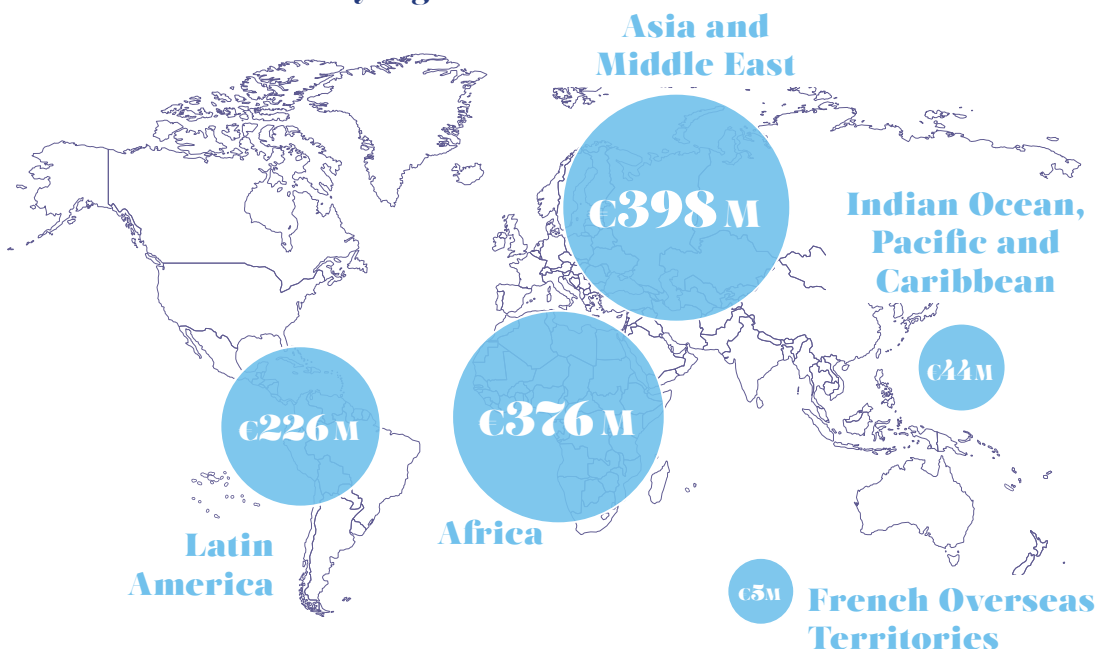 Asia and
Middle East
€398 M
Indian Ocean,
Pacific and
Caribbean
€44M
€226 M
€376 M
Latin
America
Africa
€5M
French Overseas
Territories